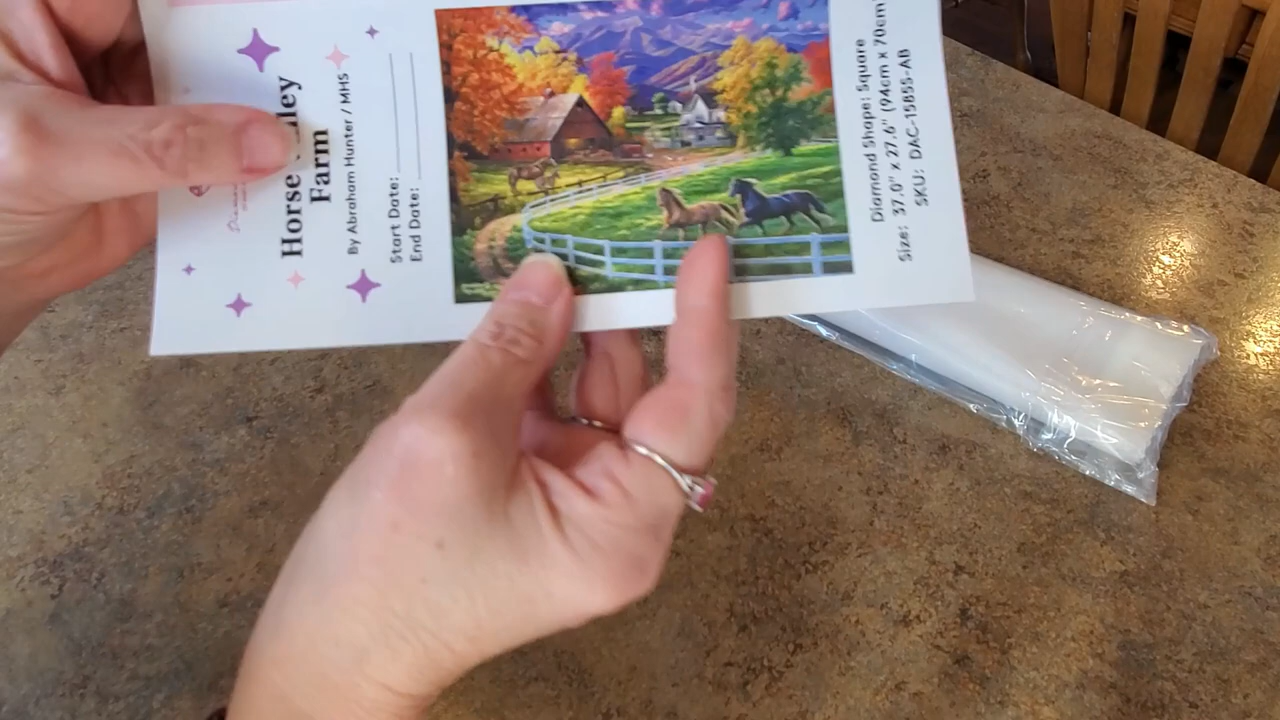 Horse
Farm
By Abraham Hunter / MHS
Start Date:
End Date:
Diamond Shape: Square
Size: 37.0" x 27.6" (94cm x 70cm)
SKU: DAC-15855-AB